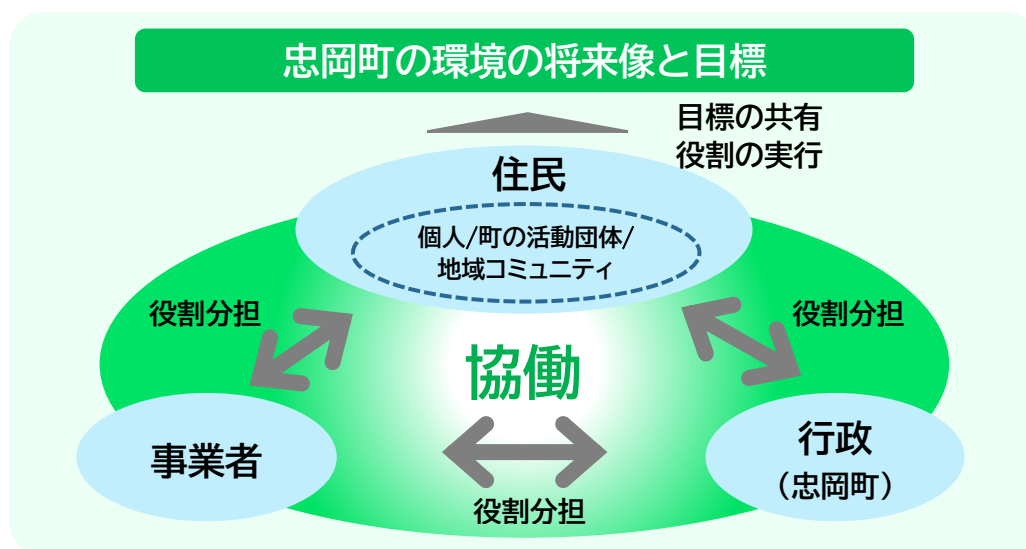 忠岡町の環境の将来像と目標
目標の共有
役割の実行
住民
個人/町の活動団体/
地域コミュニティ
役割分担
役割分担
協働
事業者
行政
（忠岡町）
役割分担